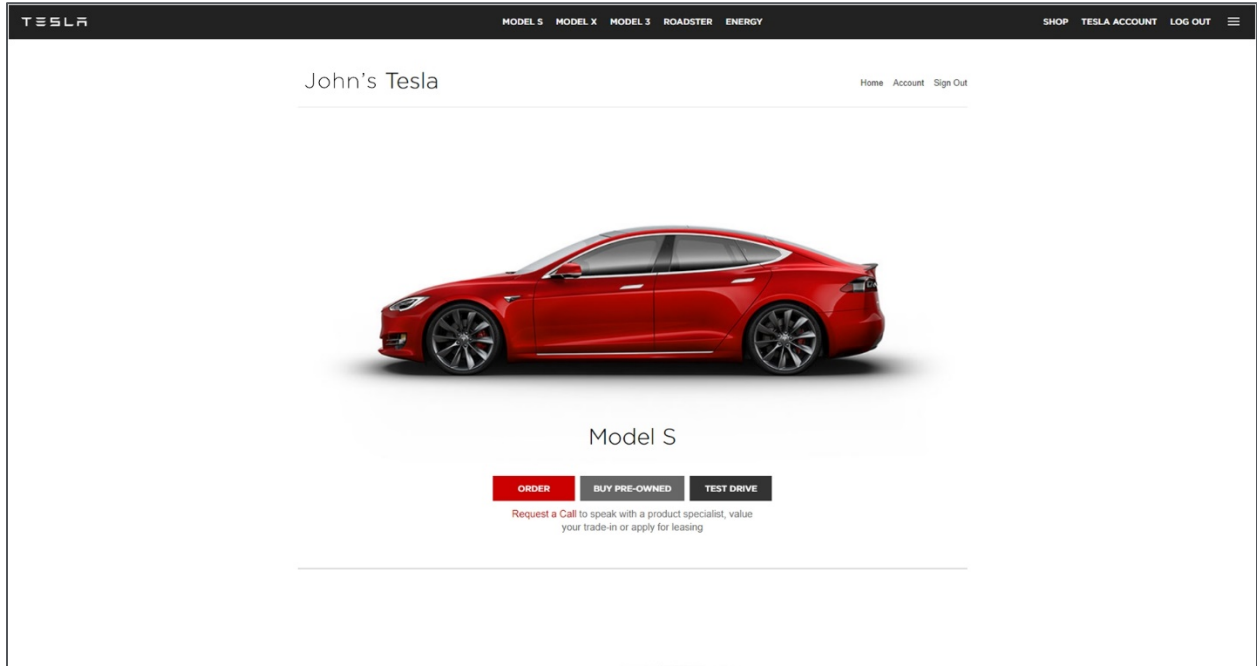 TESLA
MODEL S MODEL X MODEL 3 ROADSTER ENERGY
SHOP TESLA ACCOUNT LOG OUT
John's Tesla
Home Account Sign Out
Model S
ORDER BUY PRE-OWNED TEST DRIVE
Request a Call to speak with a product specialist, value
your trade-in or apply for leasing